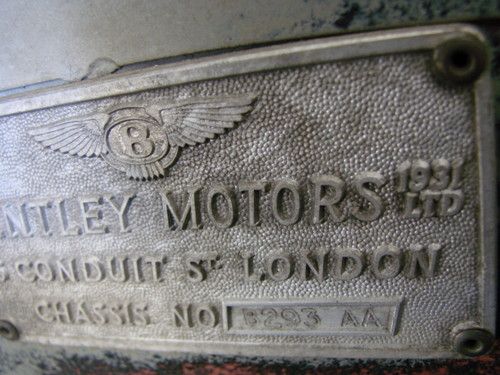 B
NTLEY MOTORS 1931 LTD
CONDUIT ST LONDON
CHASSIS NO B293 AA